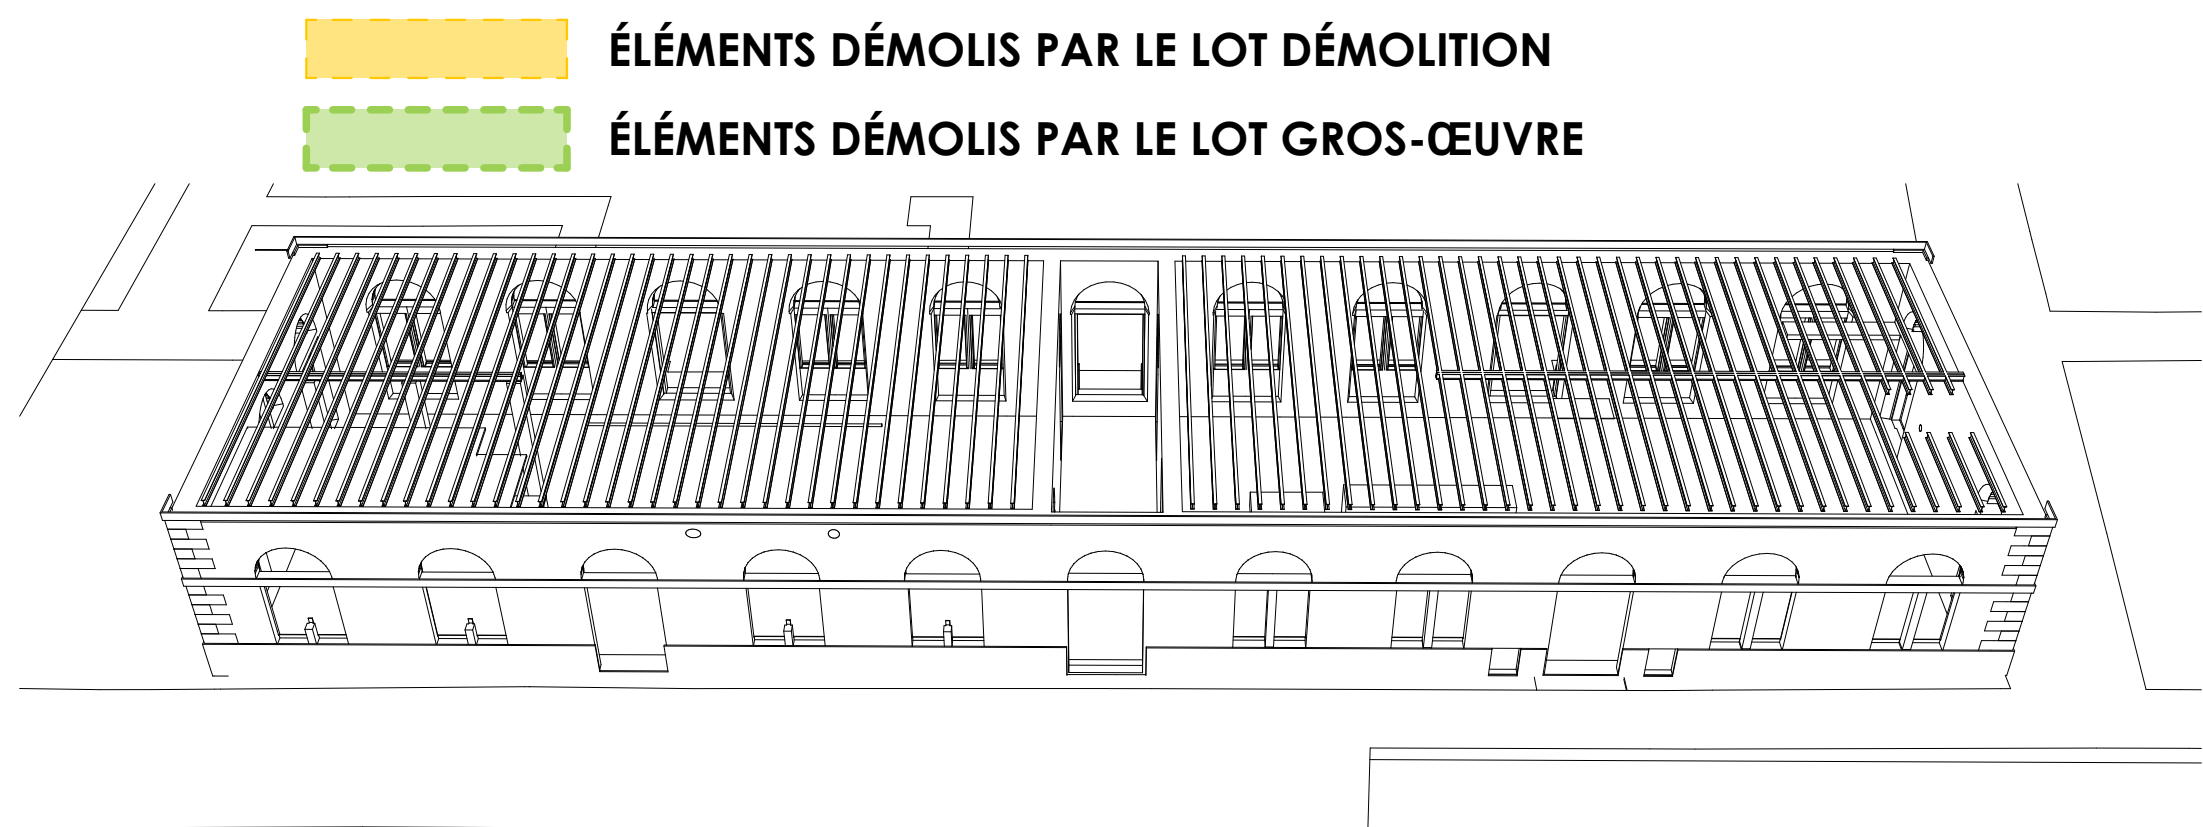 ÉLÉMENTS DÉMOLIS PAR LE LOT DÉMOLITION
ÉLÉMENTS DÉMOLIS PAR LE LOT GROS-ŒUVRE